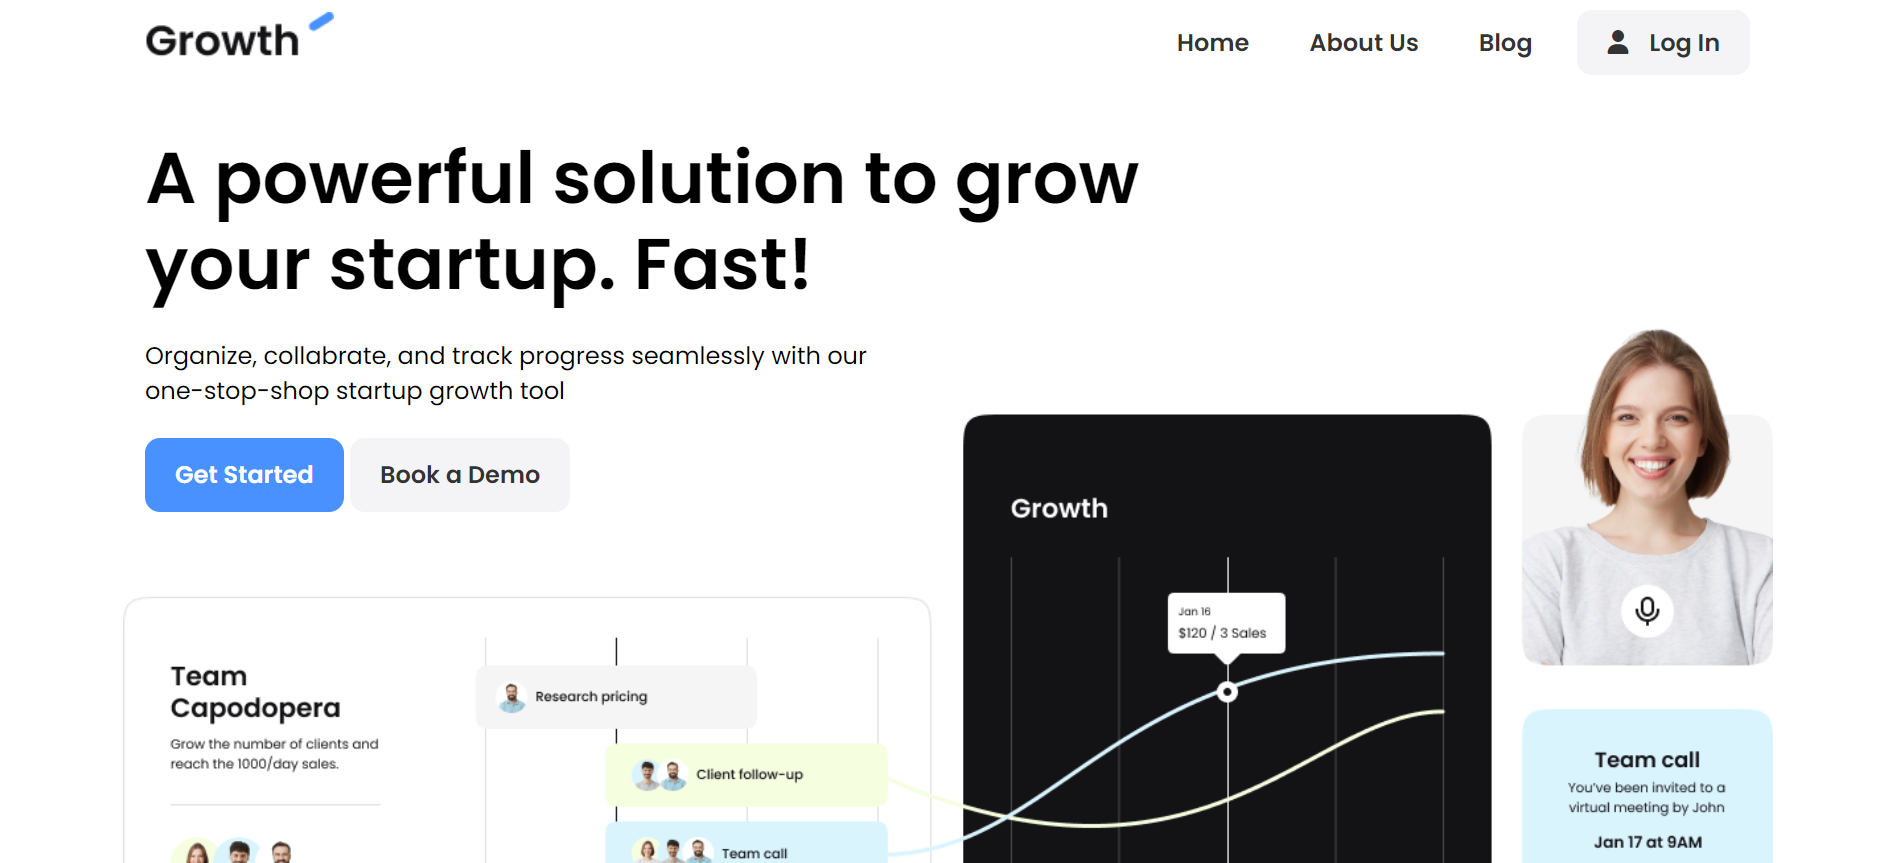 Growth
Home
About Us
Blog
Log In
A powerful solution to grow
your startup. Fast!
Organize, collabrate, and track progress seamlessly with our
one-stop-shop startup growth tool
Get Started
Book a Demo
Team
Capodopera
Grow the number of clients and
reach the 1000/day sales.
Research pricing
Client follow-up
Team call
Growth
Jan 16
$120 / 3 Sales
Team call
You've been invited to a
virtual meeting by John
Jan 17 at 9AM